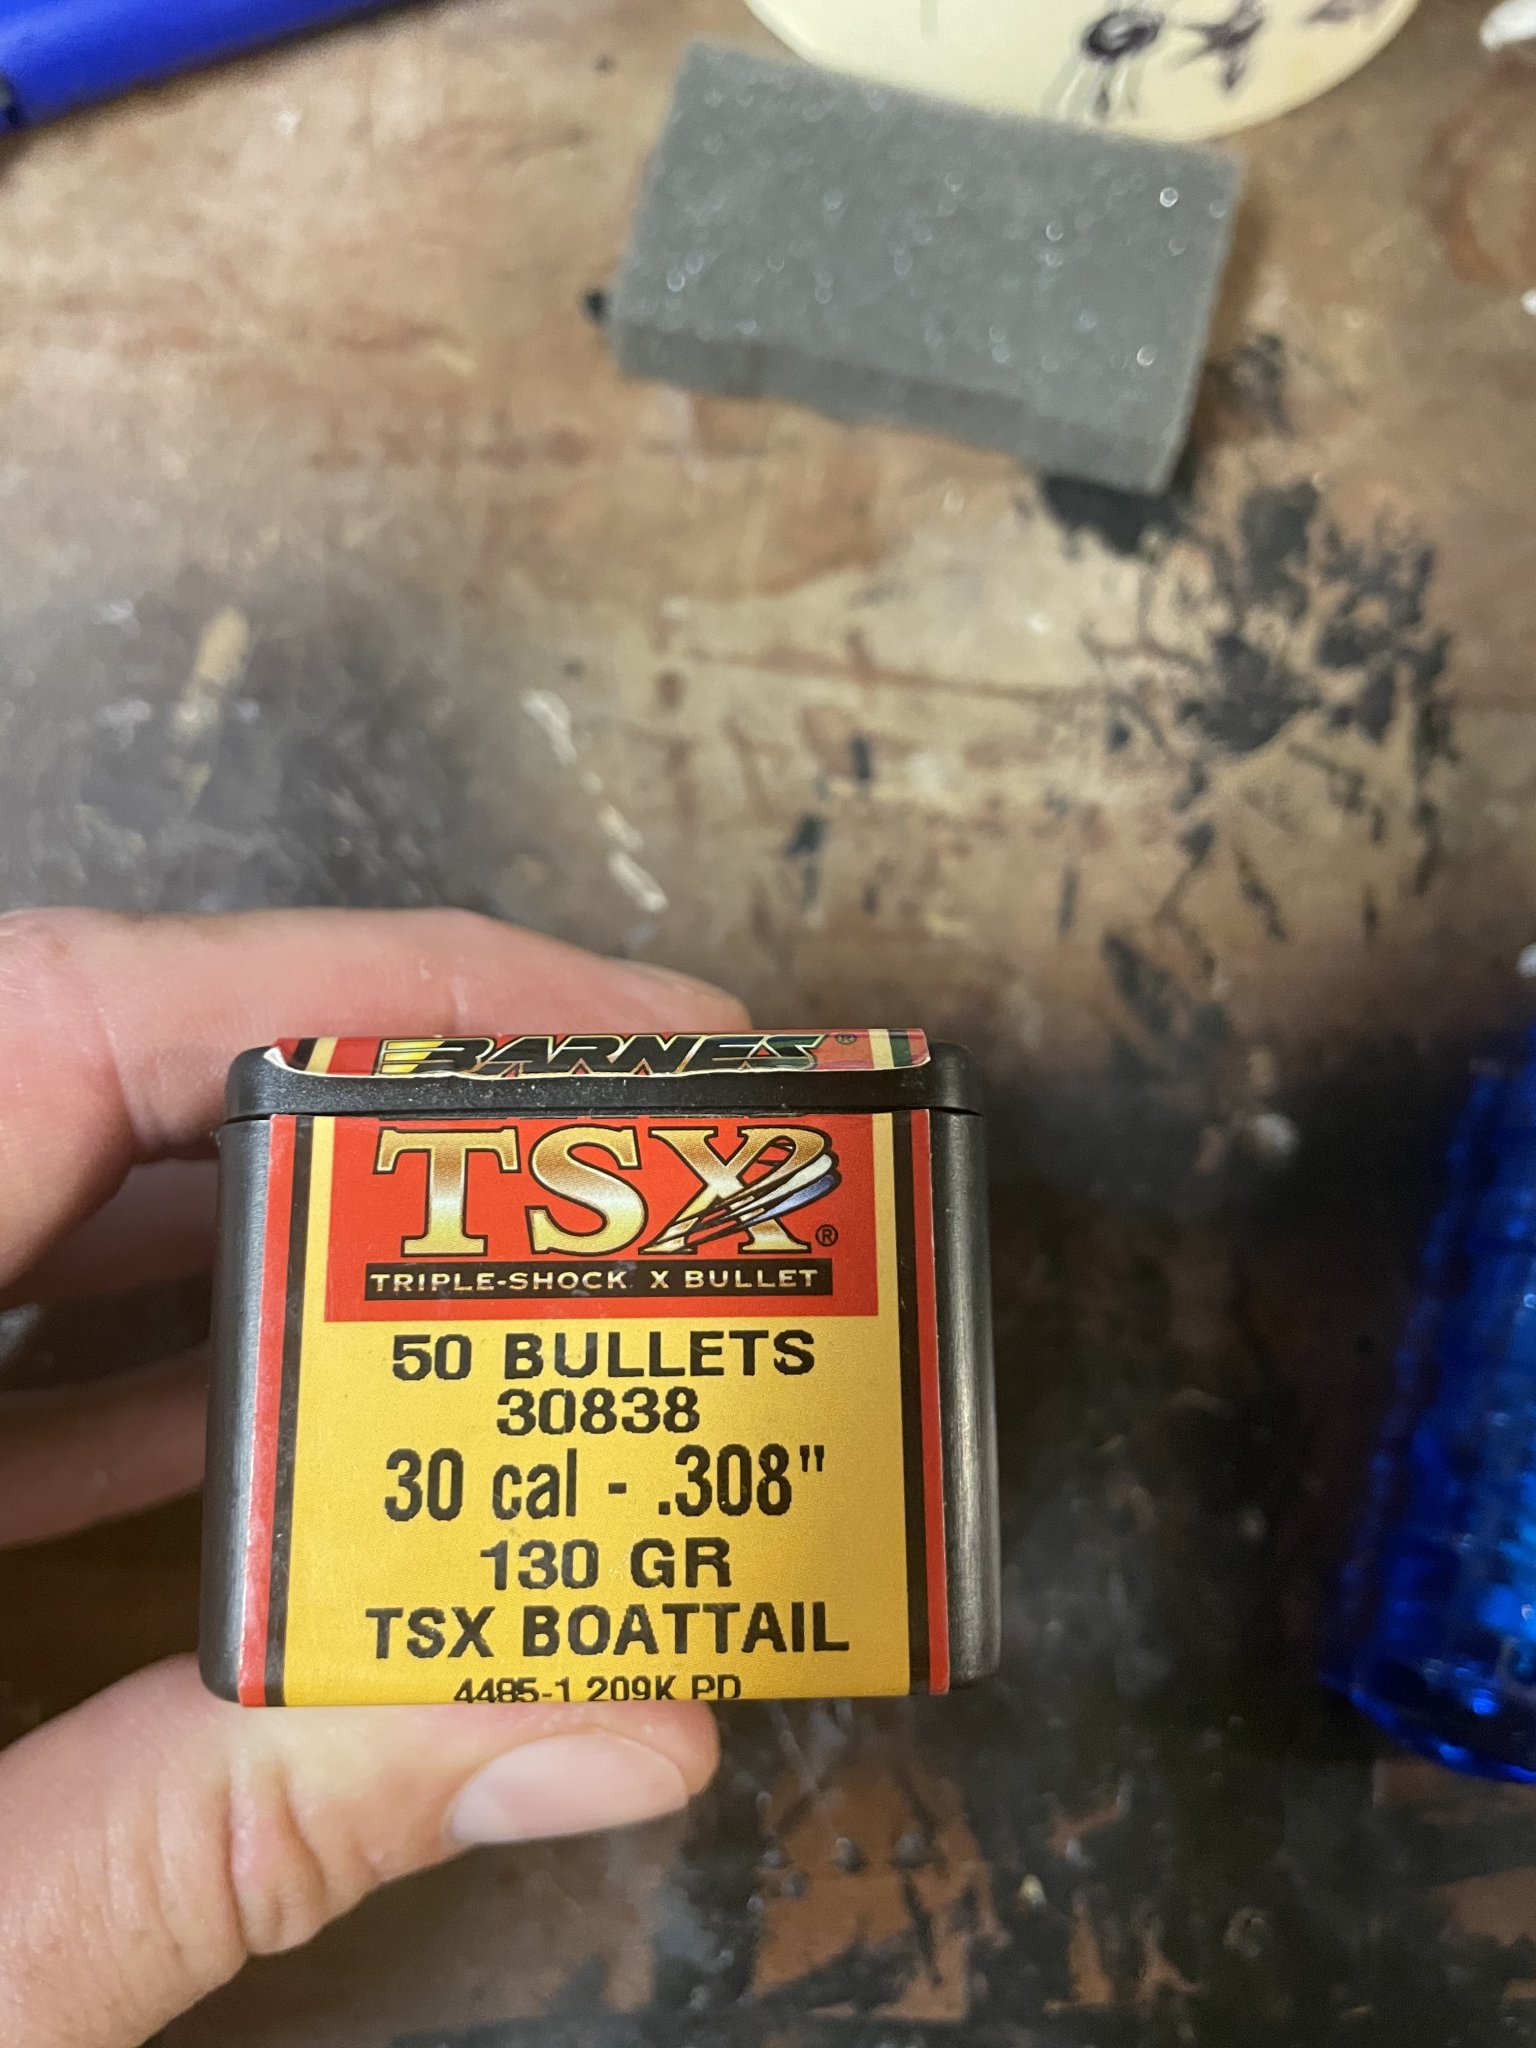 BARNES®
TSX®
TRIPLE-SHOCK X BULLET
50 BULLETS
30838
30 cal - .308"
130 GR
TSX BOATTAIL
4485-1 209K PD